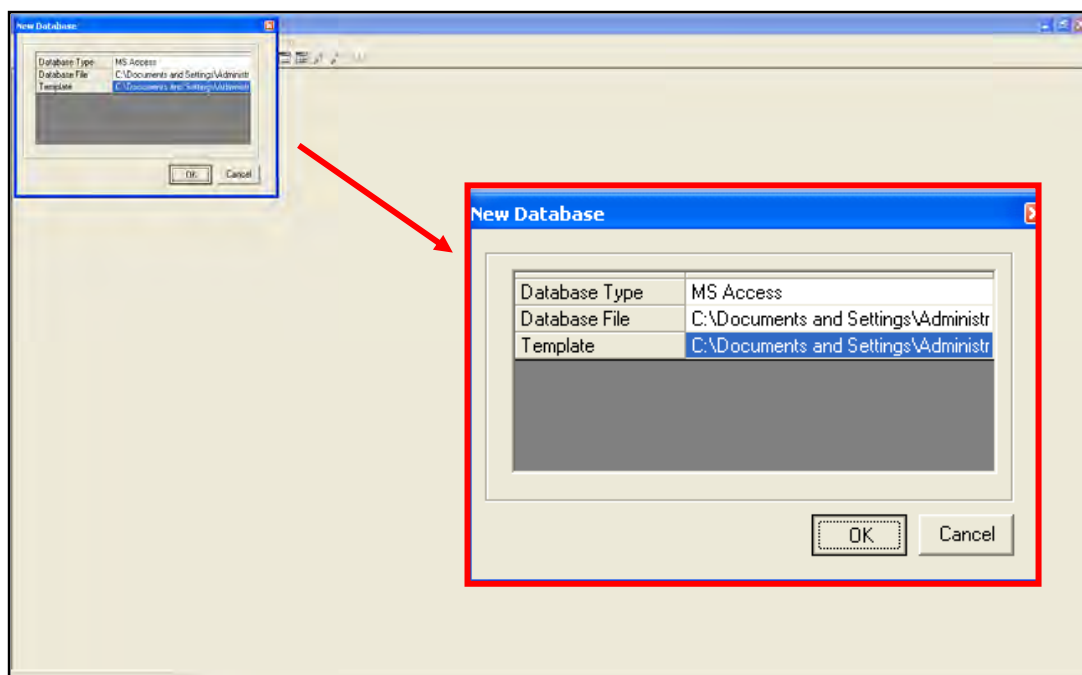 New Database
Database Type MS Access
Database File C:\Documents and Settings\Administr
Template C:\Documents and Settings\Administr
OK Cancel
New Database
Database Type MS Access
Database File C:\Documents and Settings\Administr
Template C:\Documents and Settings\Administr
OK Cancel